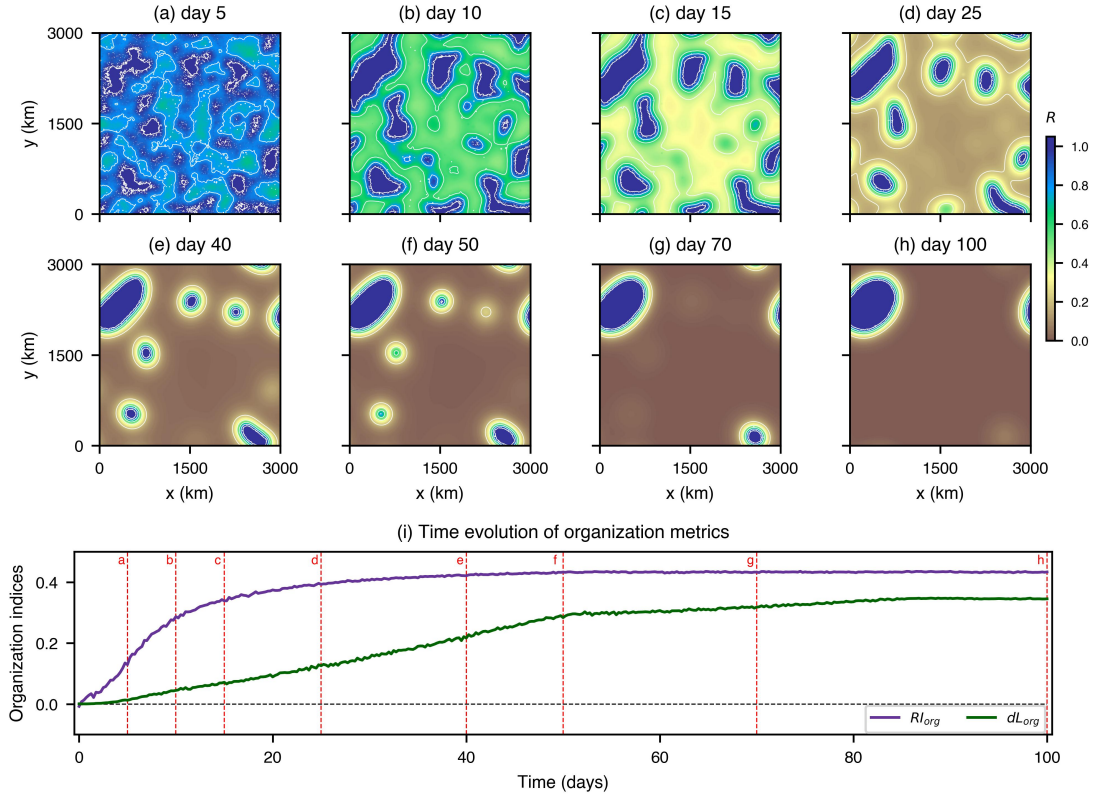 (a) day 5
(b) day 10
(c) day 15
(d) day 25
3000
1500
0
y (km)
R
1.0
0.8
0.6
0.4
0.2
0.0
(e) day 40
(f) day 50
(g) day 70
(h) day 100
3000
1500
0
y (km)
0 1500 3000
0 1500 3000
0 1500 3000
0 1500 3000
x (km)
x (km)
x (km)
x (km)
(i) Time evolution of organization metrics
a b c d e f g h
0.4
0.2
0.0
Organization indices
RIorg
dLorg
0 20 40 60 80 100
Time (days)